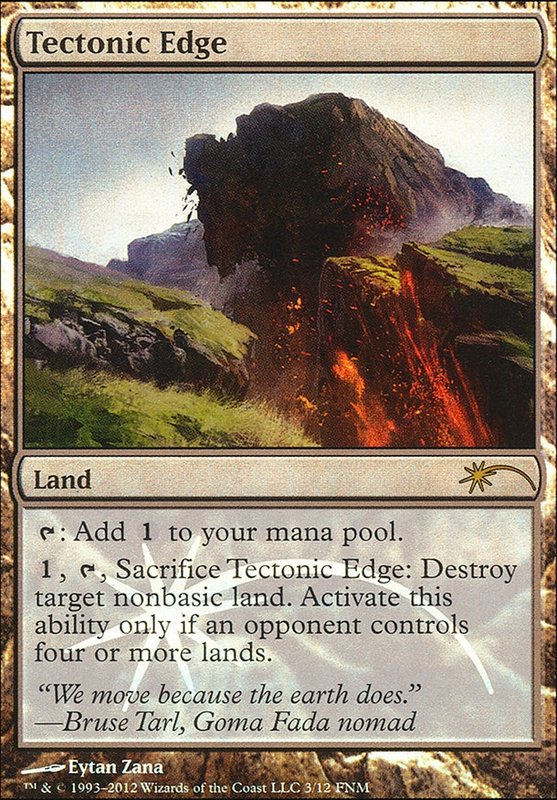 Tectonic Edge
Land
: Add 1 to your mana pool.
1, , Sacrifice Tectonic Edge: Destroy
target nonbasic land. Activate this
ability only if an opponent controls
four or more lands.
“We move because the earth does.”
—Bruse Tarl, Goma Fada nomad
Eytan Zana
™ & © 1993-2012 Wizards of the Coast LLC 3/12 FNM